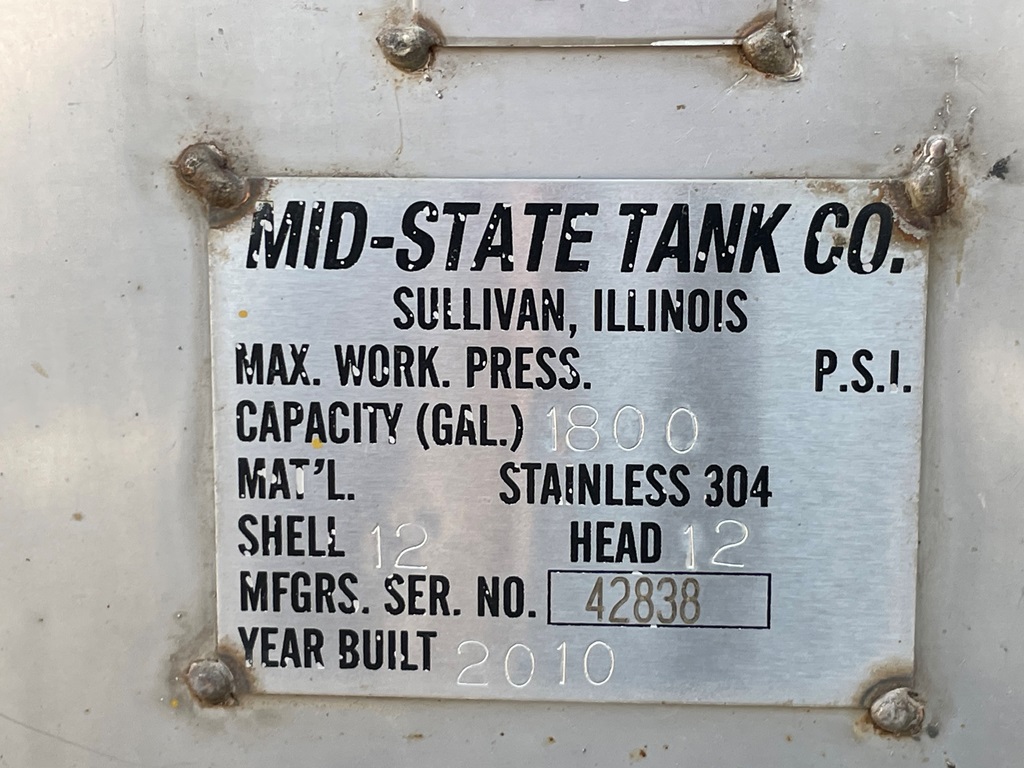 MID-STATE TANK CO.
SULLIVAN, ILLINOIS
MAX. WORK. PRESS. P.S.I.
CAPACITY (GAL.) 1800
MAT'L. STAINLESS 304
SHELL 12 HEAD 12
MFGRS. SER. NO. 42838
YEAR BUILT 2010